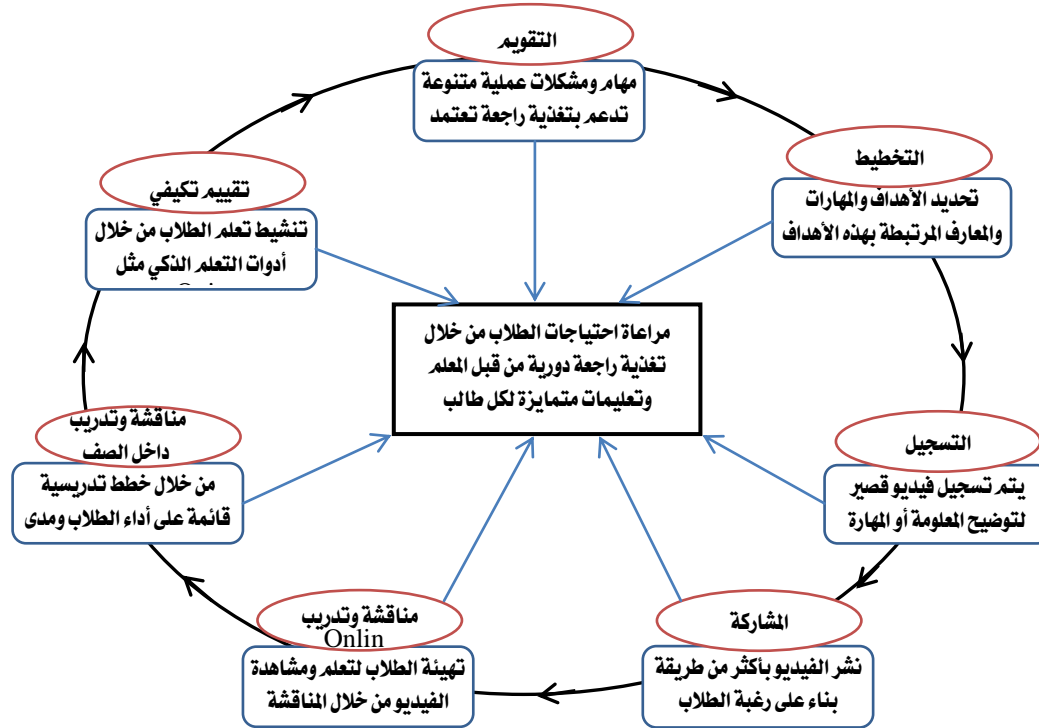 التقويم
مهام ومشكلات عملية متنوعة
تدعم بتغذية راجعة تعتمد
التخطيط
تحديد الأهداف والمهارات
والمعارف المرتبطة بهذه الأهداف
التسجيل
يتم تسجيل فيديو قصير
لتوضيح المعلومة أو المهارة
المشاركة
نشر الفيديو بأكثر من طريقة
بناء على رغبة الطلاب
مناقشة وتدريب
Onlin
تهيئة الطلاب لتعلم ومشاهدة
الفيديو من خلال المناقشة
مناقشة وتدريب
داخل الصف
من خلال خطط تدريسية
قائمة على أداء الطلاب ومدى
تقييم تكيفي
تنشيط تعلم الطلاب من خلال
أدوات التعلم الذكي مثل
مراعاة احتياجات الطلاب من خلال
تغذية راجعة دورية من قبل المعلم
وتعليمات متمايزة لكل طالب